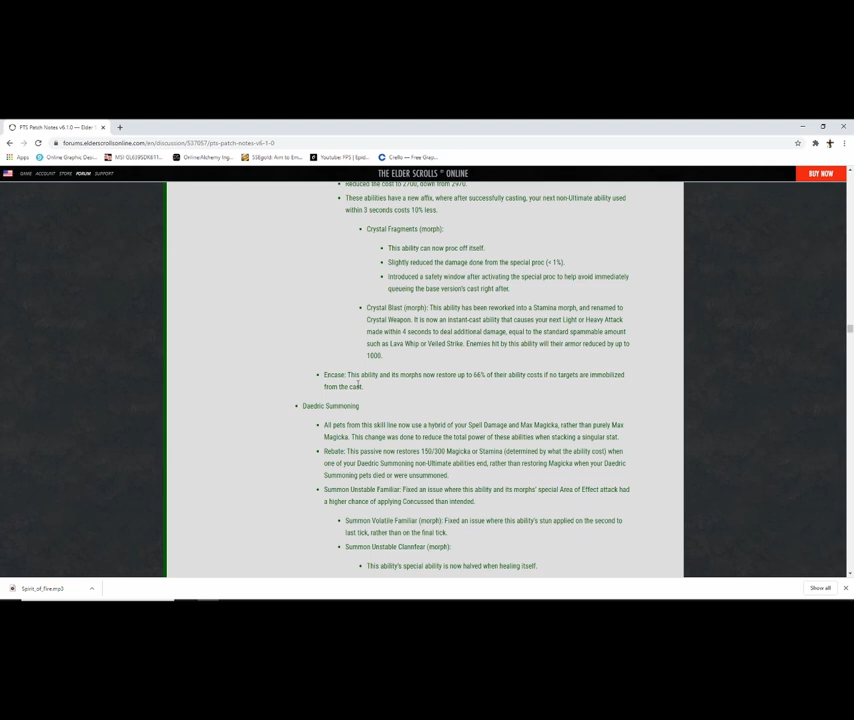 PTS Patch Notes v6-1-0 — Elder
forums.elderscrollsonline.com/en/discussion/537057/pts-patch-notes-v6-1-0
Apps Online Graphic Desi... MSI GL639SDK611... Online:Alchemy Ing... SSEgold: Aim to Em... Youtube: FPS | Epid... Crello — Free Grap...
GAME ACCOUNT STORE FORUM SUPPORT THE ELDER SCROLLS ® ONLINE BUY NOW
Reduced the cost to 2700, down from 2970.
These abilities have a new affix, where after successfully casting, your next non-Ultimate ability used
within 3 seconds costs 10% less.
Crystal Fragments (morph):
This ability can now proc off itself.
Slightly reduced the damage done from the special proc (< 1%).
Introduced a safety window after activating the special proc to help avoid immediately
queueing the base version's cast right after.
Crystal Blast (morph): This ability has been reworked into a Stamina morph, and renamed to
Crystal Weapon. It is now an instant-cast ability that causes your next Light or Heavy Attack
made within 4 seconds to deal additional damage, equal to the standard spammable amount
such as Lava Whip or Veiled Strike. Enemies hit by this ability will their armor reduced by up to
1000.
Encase: This ability and its morphs now restore up to 66% of their ability costs if no targets are immobilized
from the cast.
Daedric Summoning
All pets from this skill line now use a hybrid of your Spell Damage and Max Magicka, rather than purely Max
Magicka. This change was done to reduce the total power of these abilities when stacking a singular stat.
Rebate: This passive now restores 150/300 Magicka or Stamina (determined by what the ability cost) when
one of your Daedric Summoning non-Ultimate abilities end, rather than restoring Magicka when your Daedric
Summoning pets died or were unsummoned.
Summon Unstable Familiar: Fixed an issue where this ability and its morphs' special Area of Effect attack had
a higher chance of applying Concussed than intended.
Summon Volatile Familiar (morph): Fixed an issue where this ability's stun applied on the second to
last tick, rather than on the final tick.
Summon Unstable Clannfear (morph):
This ability's special ability is now halved when healing itself.
Spirit_of_fire.mp3 Show all